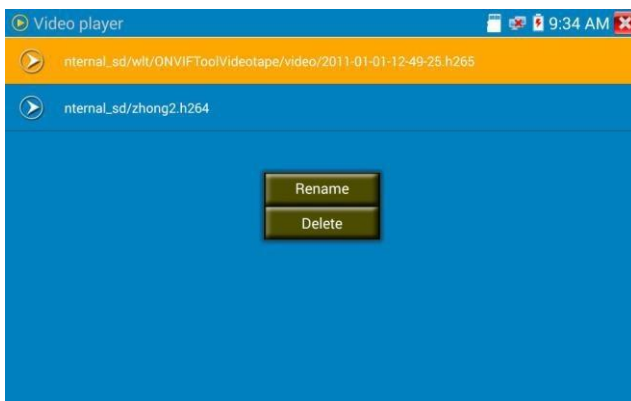 Video player
9:34 AM
nternal_sd/wlt/ONVIFToolVideotape/video/2011-01-01-12-49-25.h265
nternal_sd/zhong2.h264
Rename
Delete